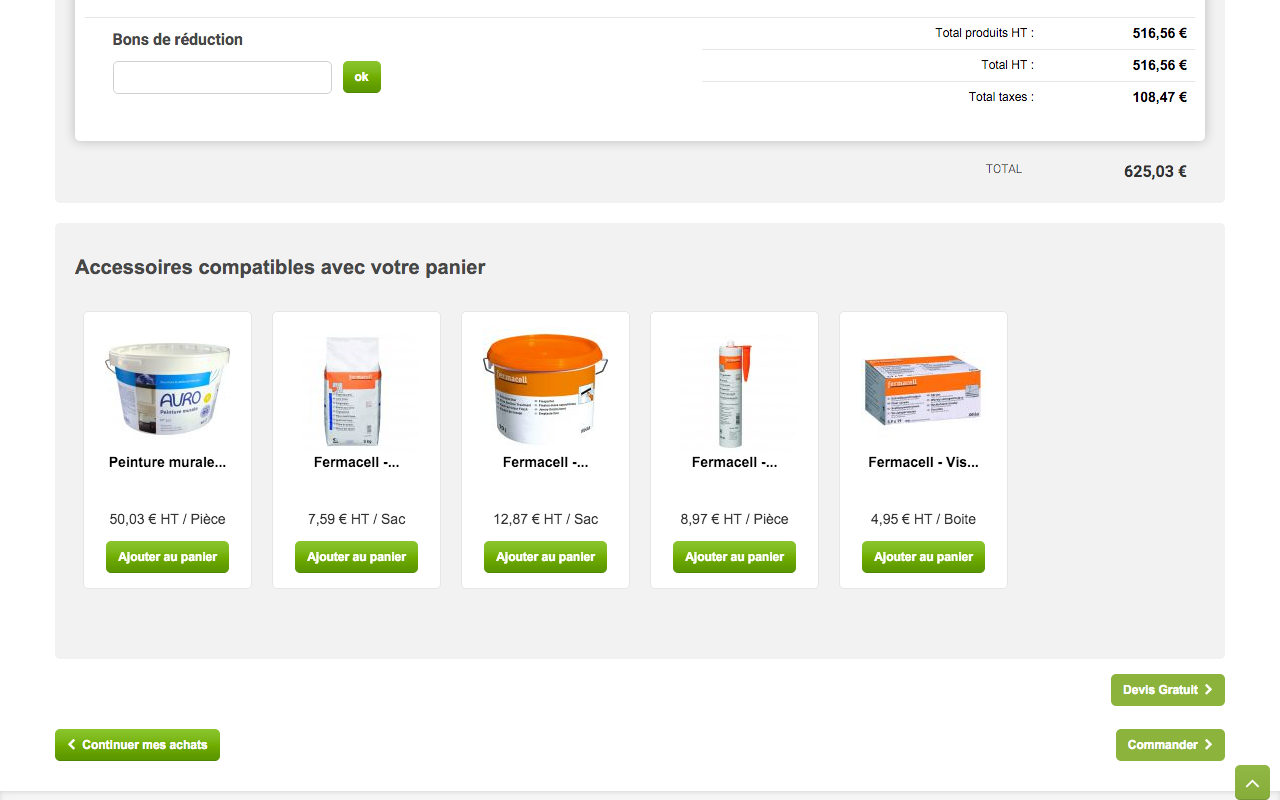 Bons de réduction
ok
Total produits HT : 516,56 €
Total HT : 516,56 €
Total taxes : 108,47 €
TOTAL 625,03 €
Accessoires compatibles avec votre panier
AURO
Peinture murale
fermacell
fermacell
fermacell
Peinture murale...
Fermacell -...
Fermacell -...
Fermacell -...
Fermacell - Vis...
50,03 € HT / Pièce
7,59 € HT / Sac
12,87 € HT / Sac
8,97 € HT / Pièce
4,95 € HT / Boite
Ajouter au panier
Ajouter au panier
Ajouter au panier
Ajouter au panier
Ajouter au panier
Devis Gratuit
Continuer mes achats
Commander